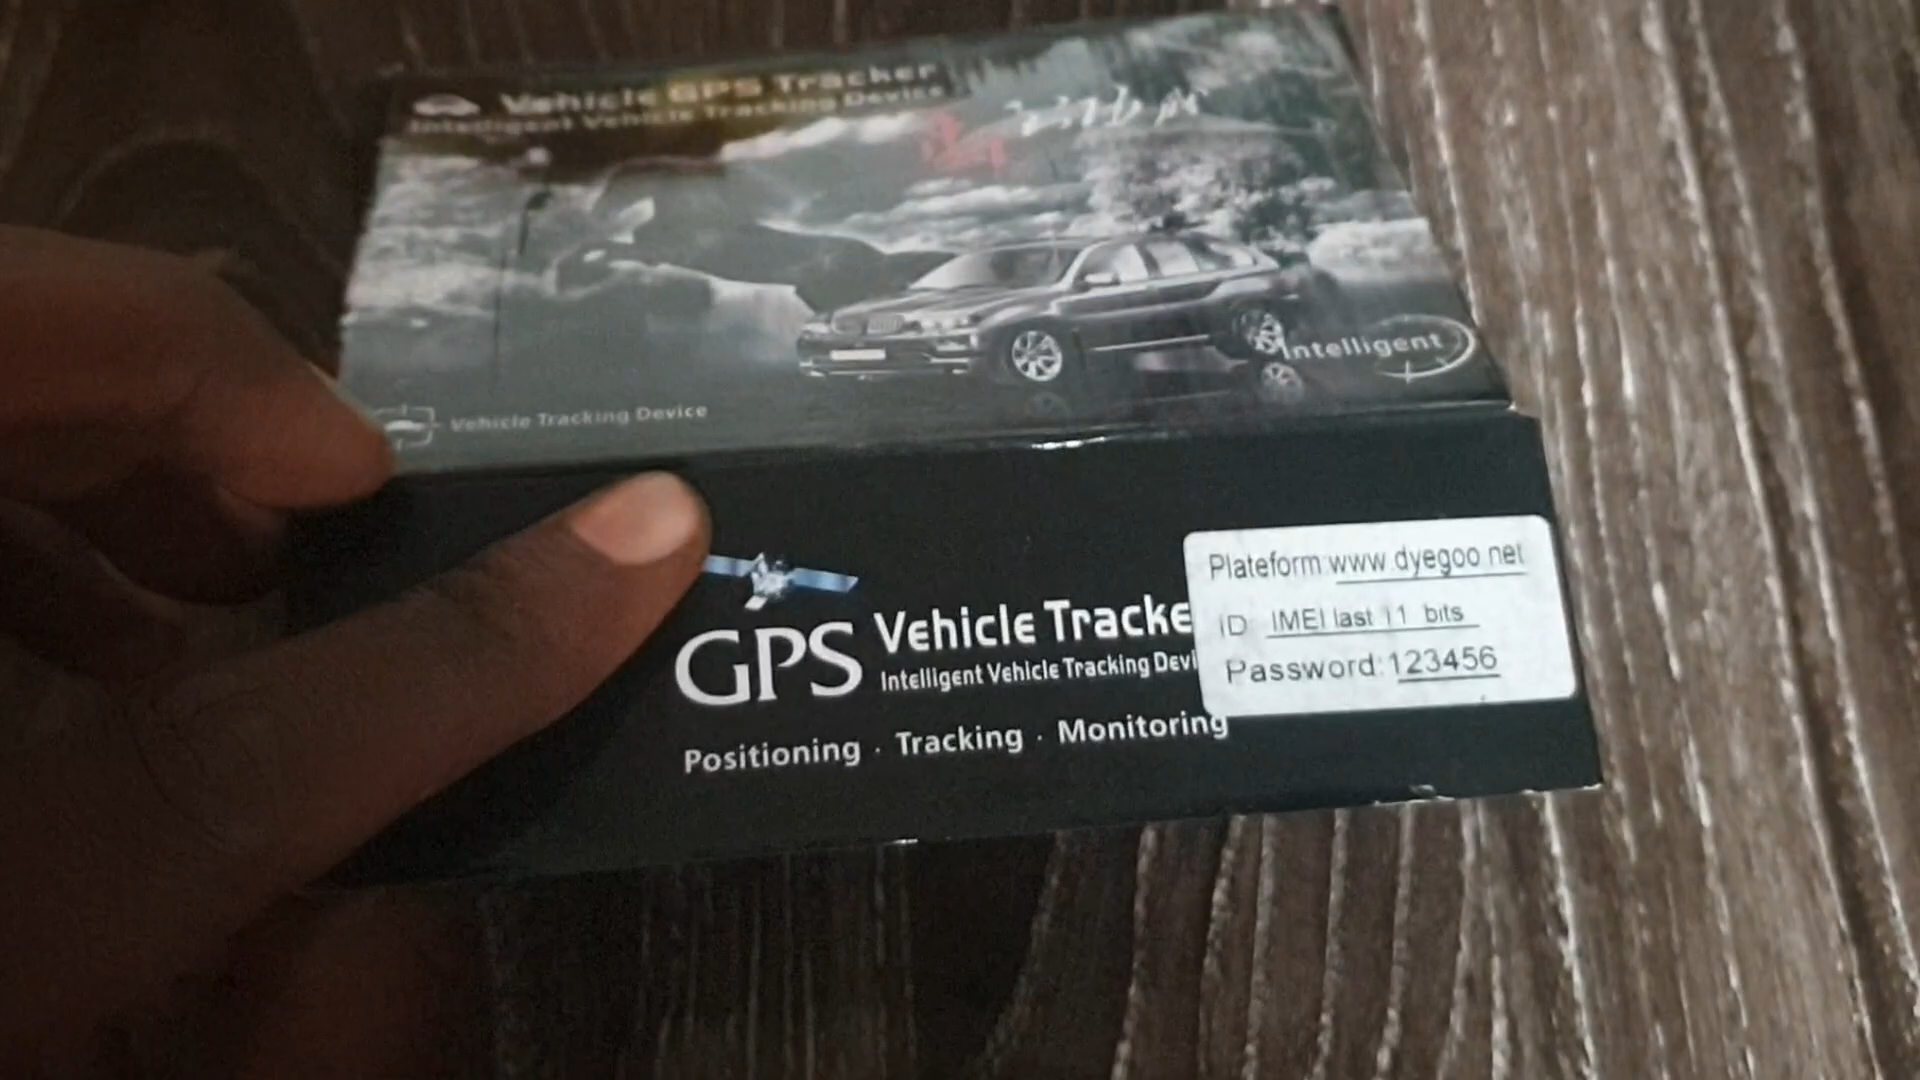 Vehicle GPS Tracker
Intelligent Vehicle Tracking Device
Intelligent
Vehicle Tracking Device
GPS Vehicle Tracke
Intelligent Vehicle Tracking Devi
Positioning · Tracking · Monitoring
Plateform:www.dyegoo.net
ID: IMEI last 11 bits
Password:123456